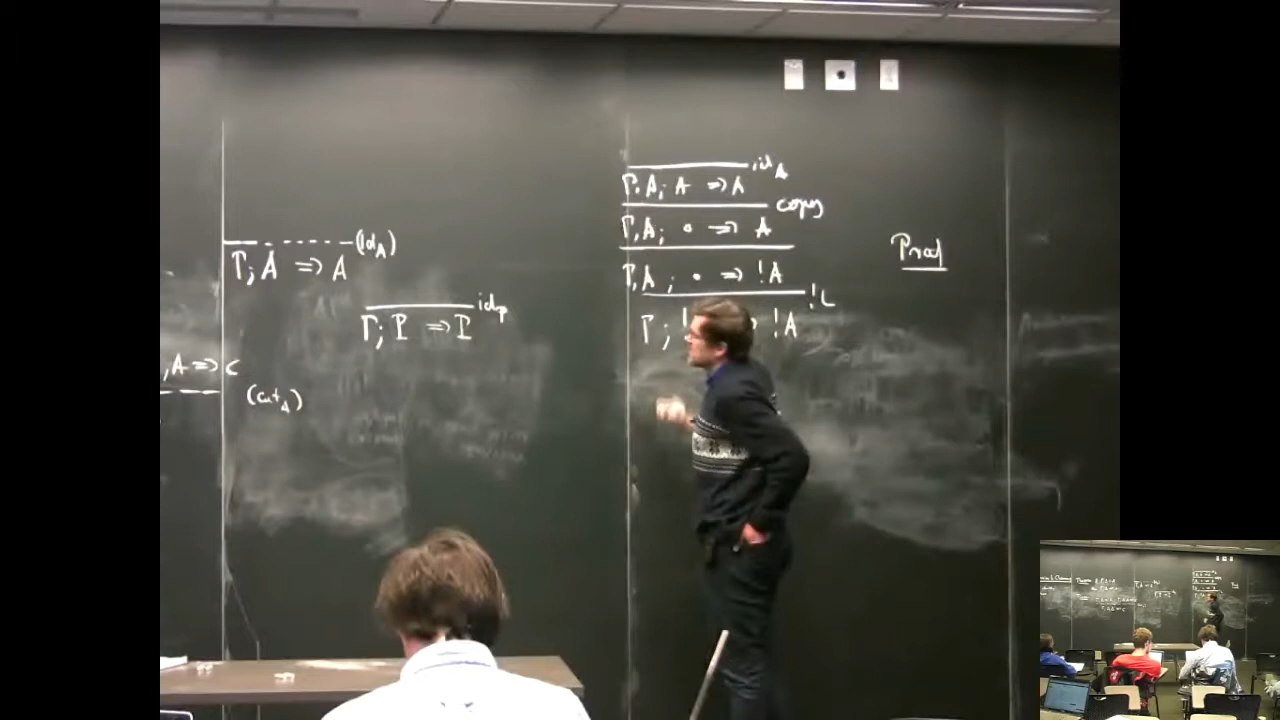 (id_A)
Γ; A ⇒ A
id_P
Γ; P ⇒ P
, A ⇒ C
(cut_A)
id_A
Γ, A; A ⇒ A
copy
Γ, A; · ⇒ A
Γ, A; · ⇒ !A
!L
Γ; ! ⇒ !A
Proof